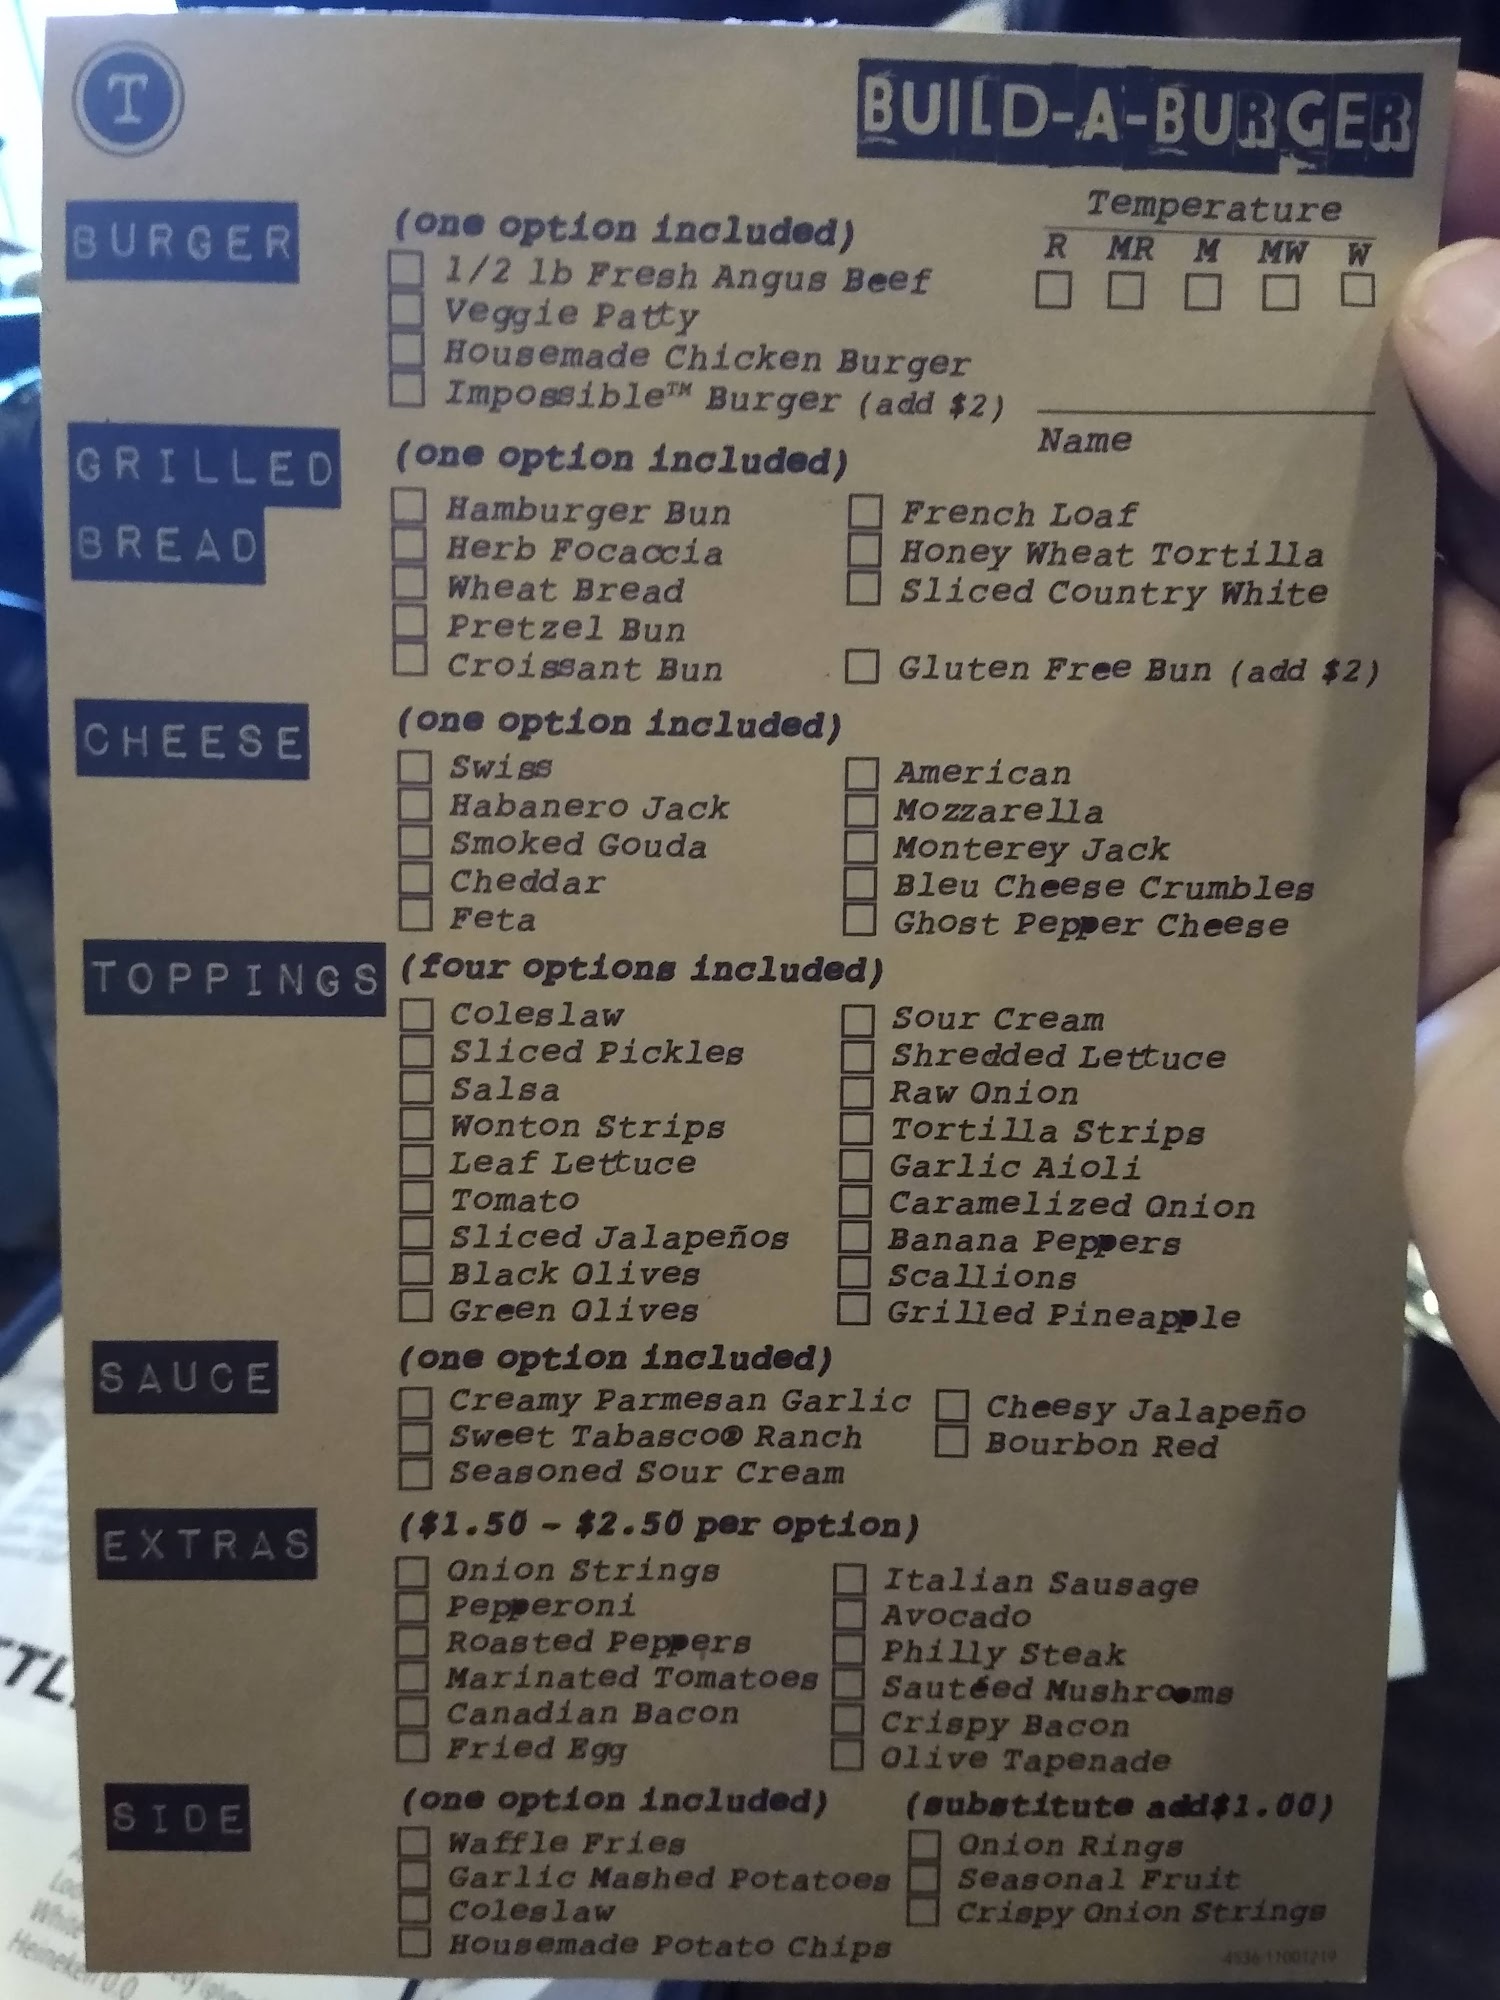 T
BUILD-A-BURGER
BURGER
(one option included)
1/2 lb Fresh Angus Beef
Veggie Patty
Housemade Chicken Burger
Impossible™ Burger (add $2)
Temperature
R MR M MW W
Name
GRILLED
BREAD
(one option included)
Hamburger Bun
Herb Focaccia
Wheat Bread
Pretzel Bun
Croissant Bun
French Loaf
Honey Wheat Tortilla
Sliced Country White
Gluten Free Bun (add $2)
CHEESE
(one option included)
Swiss
Habanero Jack
Smoked Gouda
Cheddar
Feta
American
Mozzarella
Monterey Jack
Bleu Cheese Crumbles
Ghost Pepper Cheese
TOPPINGS
(four options included)
Coleslaw
Sliced Pickles
Salsa
Wonton Strips
Leaf Lettuce
Tomato
Sliced Jalapeños
Black Olives
Green Olives
Sour Cream
Shredded Lettuce
Raw Onion
Tortilla Strips
Garlic Aioli
Caramelized Onion
Banana Peppers
Scallions
Grilled Pineapple
SAUCE
(one option included)
Creamy Parmesan Garlic
Sweet Tabasco® Ranch
Seasoned Sour Cream
Cheesy Jalapeño
Bourbon Red
EXTRAS
($1.50 - $2.50 per option)
Onion Strings
Pepperoni
Roasted Peppers
Marinated Tomatoes
Canadian Bacon
Fried Egg
Italian Sausage
Avocado
Philly Steak
Sautéed Mushrooms
Crispy Bacon
Olive Tapenade
SIDE
(one option included)
Waffle Fries
Garlic Mashed Potatoes
Coleslaw
Housemade Potato Chips
(substitute add$1.00)
Onion Rings
Seasonal Fruit
Crispy Onion Strings
Heineken 0.0